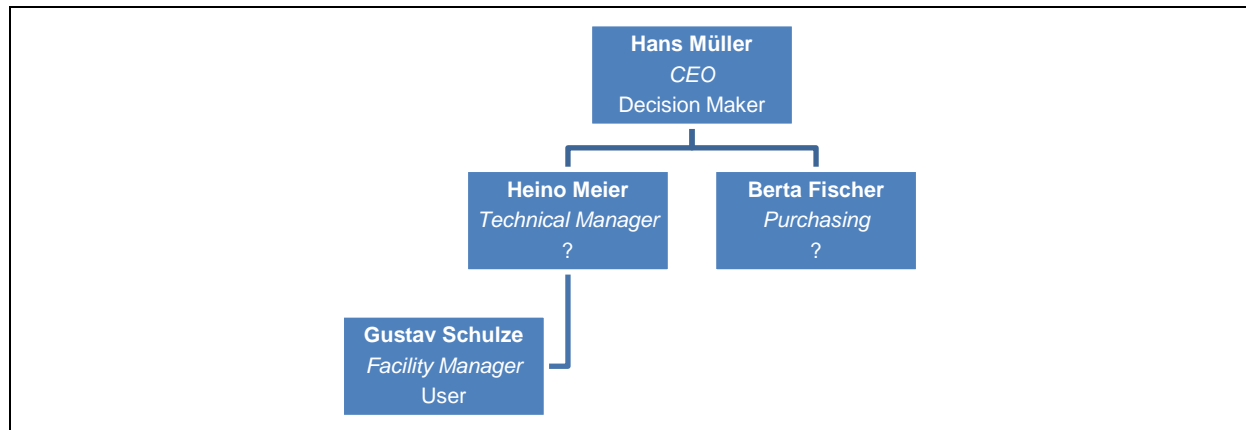 Hans Müller
CEO
Decision Maker
Heino Meier
Technical Manager
?
Berta Fischer
Purchasing
?
Gustav Schulze
Facility Manager
User